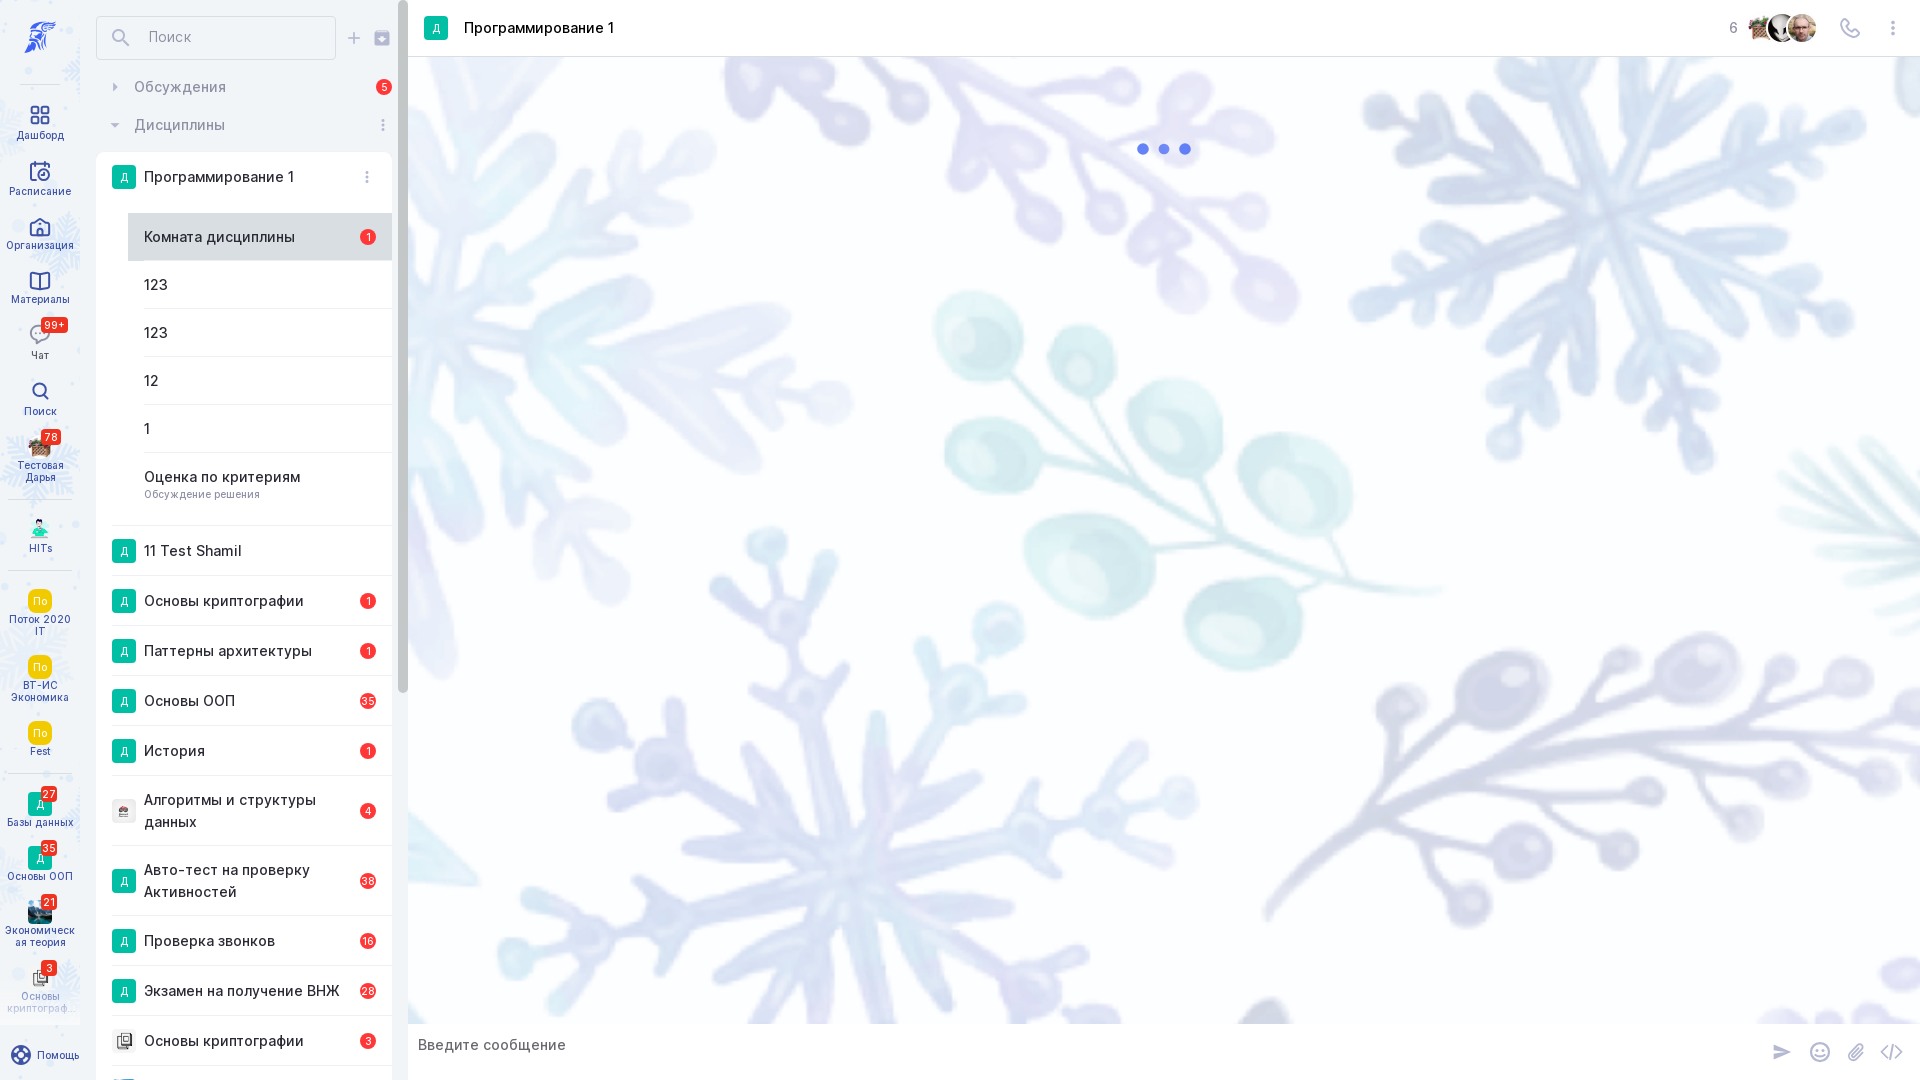 Дашборд
Расписание
Организация
Материалы
99+
Чат
Поиск
78
Тестовая
Дарья
HITs
По
Поток 2020
IT
По
ВТ-ИС
Экономика
По
Fest
27
Д
Базы данных
35
Д
Основы ООП
21
Экономическ
ая теория
3
Основы
криптограф...
Помощь
Поиск
Обсуждения
5
Дисциплины
Д
Программирование 1
Комната дисциплины
1
123
123
12
1
Оценка по критериям
Обсуждение решения
Д
11 Test Shamil
Д
Основы криптографии
1
Д
Паттерны архитектуры
1
Д
Основы ООП
35
Д
История
1
Алгоритмы и структуры
данных
4
Д
Авто-тест на проверку
Активностей
38
Д
Проверка звонков
16
Д
Экзамен на получение ВНЖ
28
Основы криптографии
3
Д
Программирование 1
6
Введите сообщение